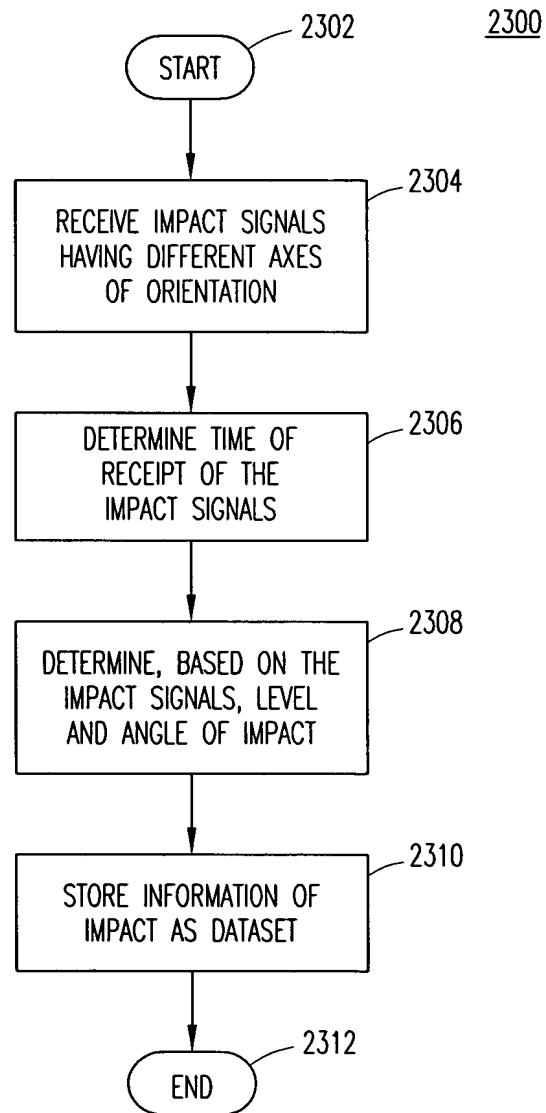 2302
2300
START
2304
RECEIVE IMPACT SIGNALS
HAVING DIFFERENT AXES
OF ORIENTATION
2306
DETERMINE TIME OF
RECEIPT OF THE
IMPACT SIGNALS
2308
DETERMINE, BASED ON THE
IMPACT SIGNALS, LEVEL
AND ANGLE OF IMPACT
2310
STORE INFORMATION OF
IMPACT AS DATASET
2312
END